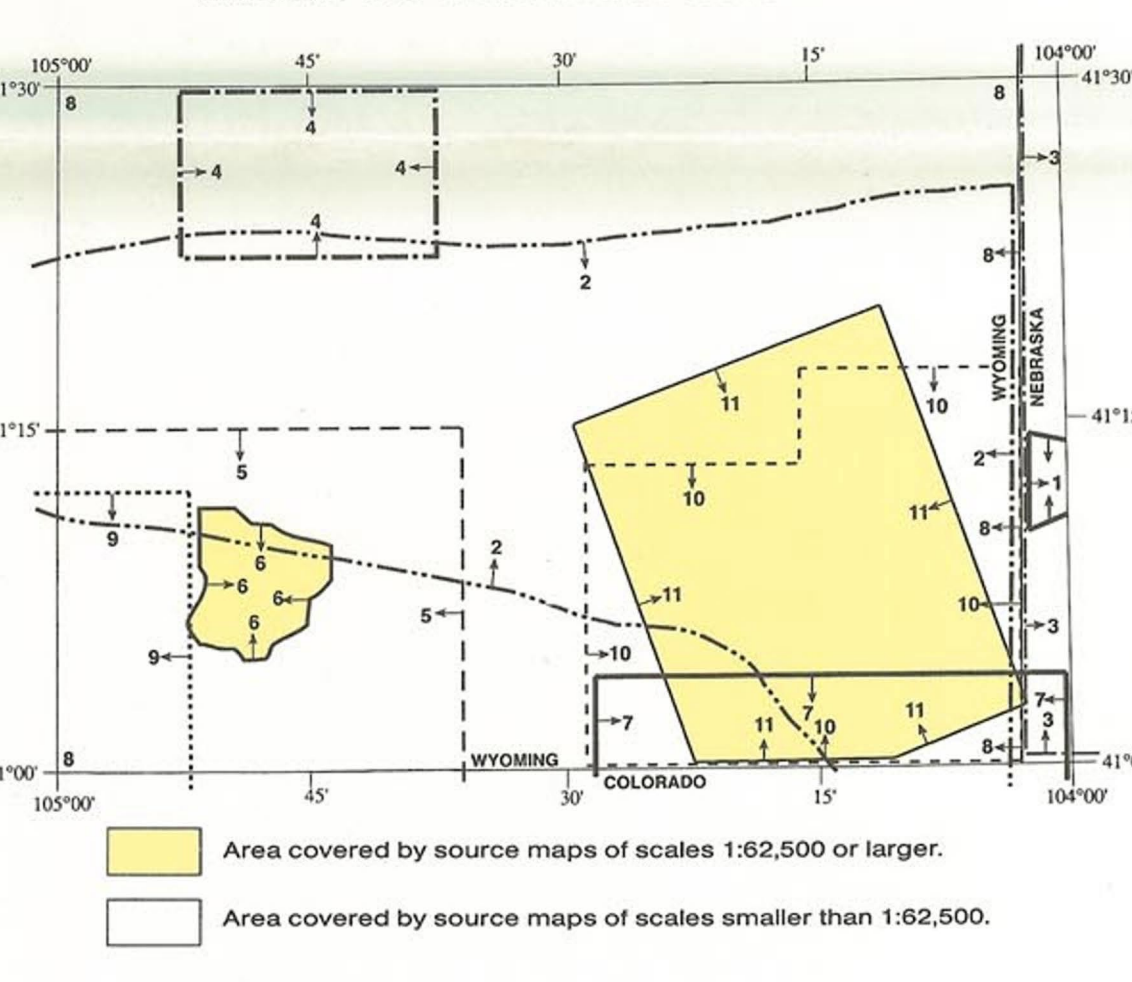 105°00' 45' 30' 15' 104°00'
1°30' 8 8 41°30'
4
3
4 4
4
8
2
WYOMING
NEBRASKA
11 10
1°15' 41°1
5 2
10 1
11
9 2 8
6
6 6 11 10
5
6 3
9 10
7
7 11 3
7 11 10
8 8
WYOMING
1°00' COLORADO 41°
105°00' 45' 30' 15' 104°00'
Area covered by source maps of scales 1:62,500 or larger.
Area covered by source maps of scales smaller than 1:62,500.